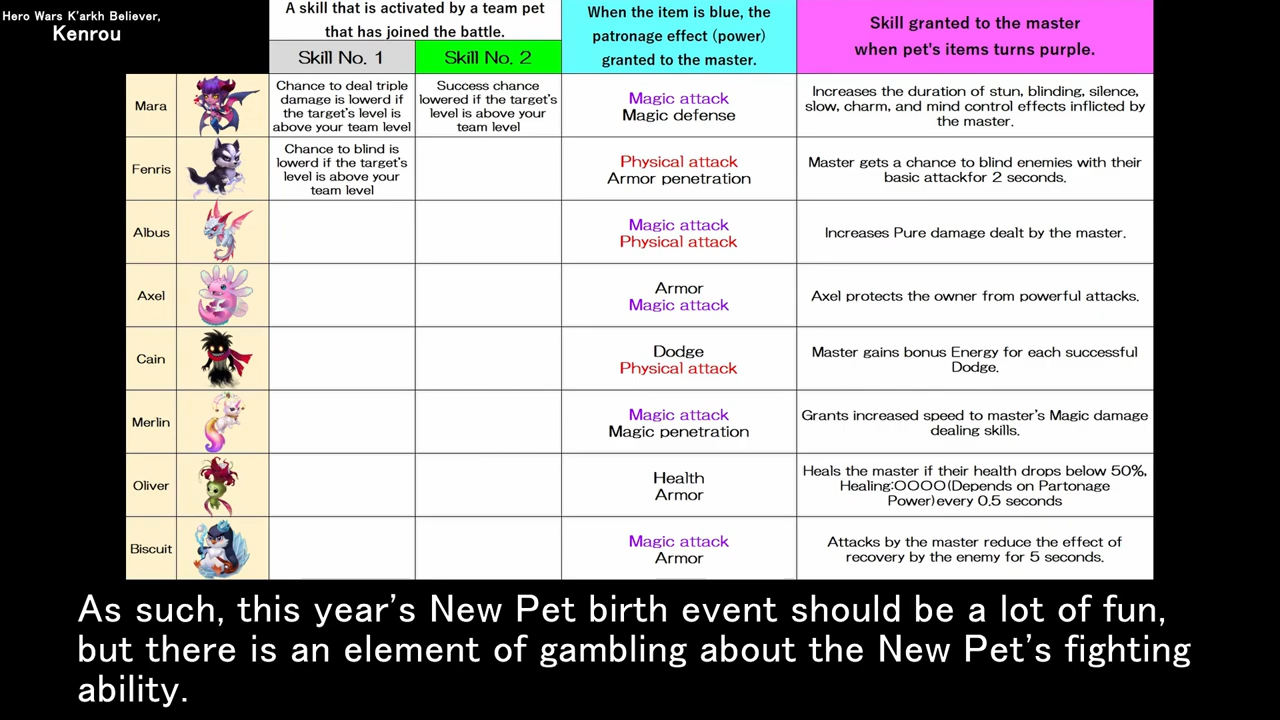 Hero Wars K'arkh Believer,
Kenrou
A skill that is activated by a team pet
that has joined the battle.
Skill No. 1
Skill No. 2
When the item is blue, the
patronage effect (power)
granted to the master.
Skill granted to the master
when pet's items turns purple.
Mara
Chance to deal triple
damage is lowerd if
the target's level is
above your team level
Success chance
lowered if the target's
level is above your
team level
Magic attack
Magic defense
Increases the duration of stun, blinding, silence,
slow, charm, and mind control effects inflicted by
the master.
Fenris
Chance to blind is
lowerd if the target's
level is above your
team level
Physical attack
Armor penetration
Master gets a chance to blind enemies with their
basic attackfor 2 seconds.
Albus
Magic attack
Physical attack
Increases Pure damage dealt by the master.
Axel
Armor
Magic attack
Axel protects the owner from powerful attacks.
Cain
Dodge
Physical attack
Master gains bonus Energy for each successful
Dodge.
Merlin
Magic attack
Magic penetration
Grants increased speed to master's Magic damage
dealing skills.
Oliver
Health
Armor
Heals the master if their health drops below 50%,
Healing:OOOO(Depends on Partonage
Power)every 0.5 seconds
Biscuit
Magic attack
Armor
Attacks by the master reduce the effect of
recovery by the enemy for 5 seconds.
As such, this year's New Pet birth event should be a lot of fun,
but there is an element of gambling about the New Pet's fighting
ability.